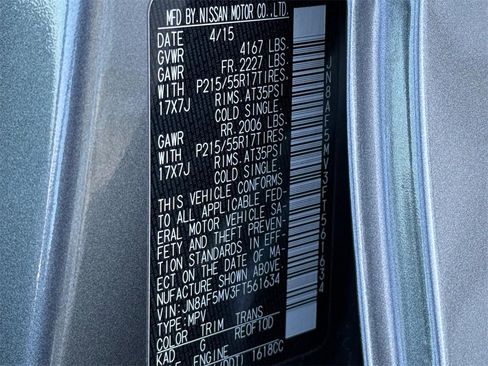 MFD BY.NISSAN MOTOR CO.,LTD.
DATE 4/15
GVWR 4167 LBS.
GAWR FR.2227 LBS.
WITH P215/55R17TIRES,
17X7J RIMS.AT35PSI
COLD SINGLE.
GAWR RR.2006 LBS.
WITH P215/55R17TIRES,
17X7J RIMS.AT35PSI
COLD SINGLE.
THIS VEHICLE CONFORMS
TO ALL APPLICABLE FED-
ERAL MOTOR VEHICLE SA-
FETY AND THEFT PREVEN-
TION STANDARDS IN EFF-
ECT ON THE DATE OF MA-
NUFACTURE SHOWN ABOVE.
VIN:JN8AF5MV3FT561634
TYPE:MPV
COLOR TRIM TRANS
KAD G RE0F10D
ENGINE
1618CC
JN8AF5MV3FT561634